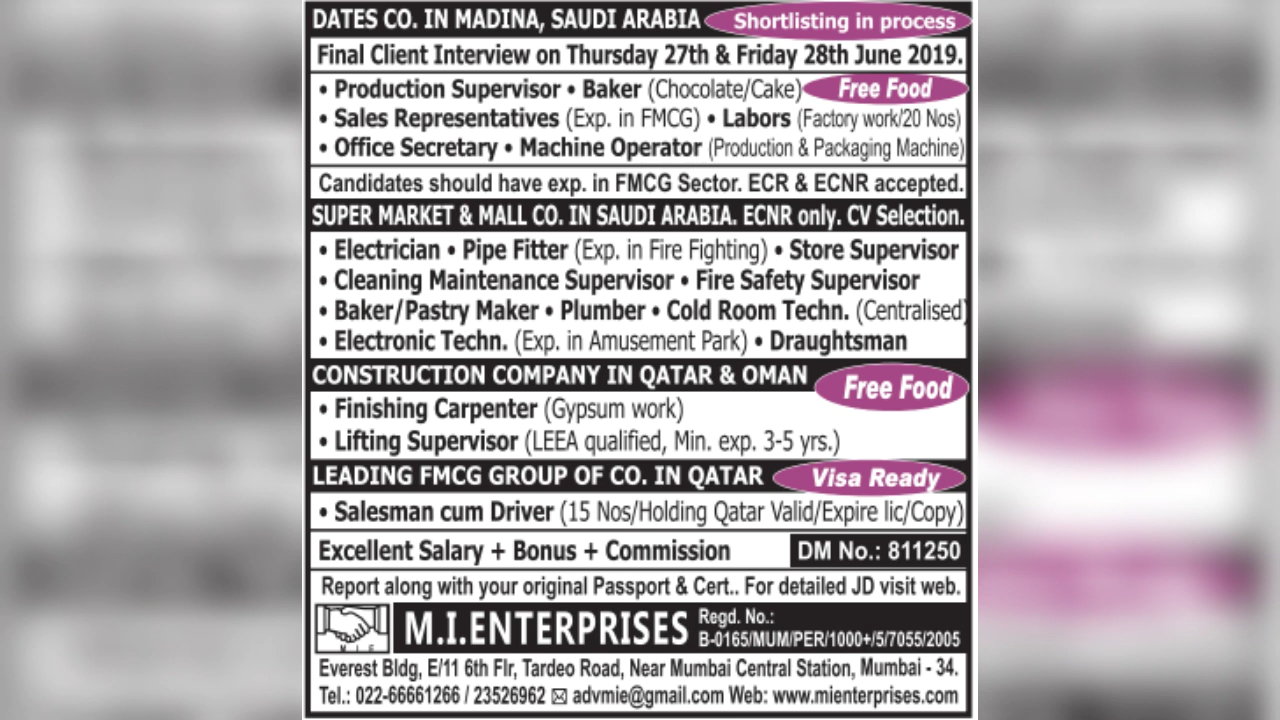 DATES CO. IN MADINA, SAUDI ARABIA Shortlisting in process
Final Client Interview on Thursday 27th & Friday 28th June 2019.
• Production Supervisor • Baker (Chocolate/Cake) Free Food
• Sales Representatives (Exp. in FMCG) • Labors (Factory work/20 Nos)
• Office Secretary • Machine Operator (Production & Packaging Machine)
Candidates should have exp. in FMCG Sector. ECR & ECNR accepted.
SUPER MARKET & MALL CO. IN SAUDI ARABIA. ECNR only. CV Selection.
• Electrician • Pipe Fitter (Exp. in Fire Fighting) • Store Supervisor
• Cleaning Maintenance Supervisor • Fire Safety Supervisor
• Baker/Pastry Maker • Plumber • Cold Room Techn. (Centralised)
• Electronic Techn. (Exp. in Amusement Park) • Draughtsman
CONSTRUCTION COMPANY IN QATAR & OMAN Free Food
• Finishing Carpenter (Gypsum work)
• Lifting Supervisor (LEEA qualified, Min. exp. 3-5 yrs.)
LEADING FMCG GROUP OF CO. IN QATAR Visa Ready
• Salesman cum Driver (15 Nos/Holding Qatar Valid/Expire lic/Copy)
Excellent Salary + Bonus + Commission DM No.: 811250
Report along with your original Passport & Cert.. For detailed JD visit web.
M.I.ENTERPRISES Regd. No.:
B-0165/MUM/PER/1000+/5/7055/2005
M I E
Everest Bldg, E/11 6th Flr, Tardeo Road, Near Mumbai Central Station, Mumbai - 34.
Tel.: 022-66661266 / 23526962 ✉ advmie@gmail.com Web: www.mienterprises.com